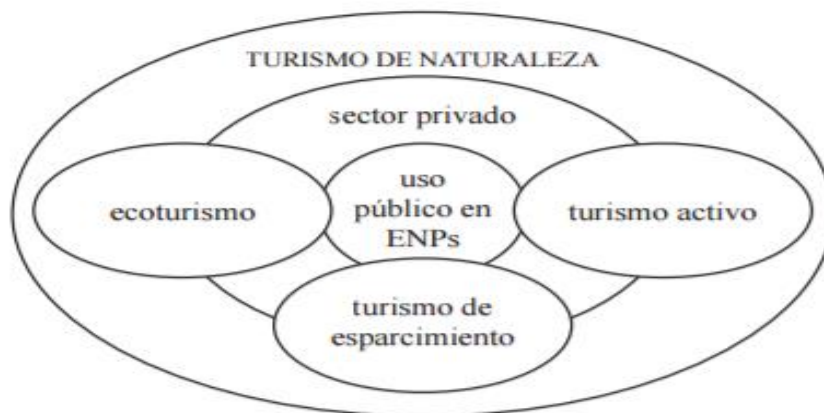 TURISMO DE NATURALEZA
sector privado
uso
público en
ENPs
ecoturismo
turismo activo
turismo de
esparcimiento